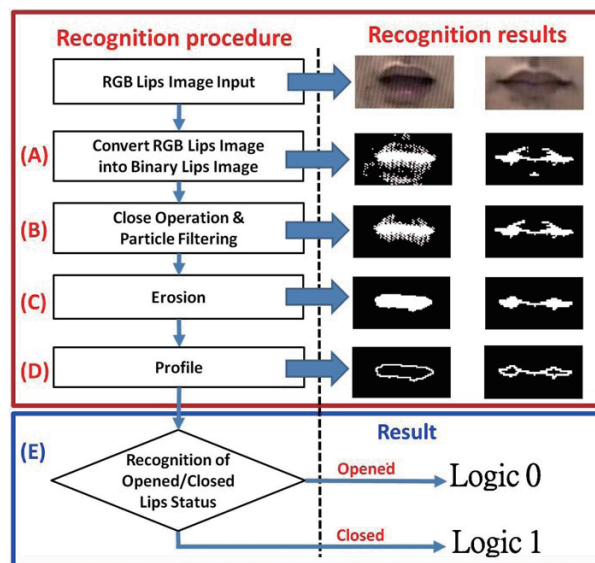 Recognition procedure
Recognition results
RGB Lips Image Input
(A)
Convert RGB Lips Image
into Binary Lips Image
(B)
Close Operation &
Particle Filtering
(C)
Erosion
(D)
Profile
(E)
Result
Recognition of
Opened/Closed
Lips Status
Opened
Logic 0
Closed
Logic 1